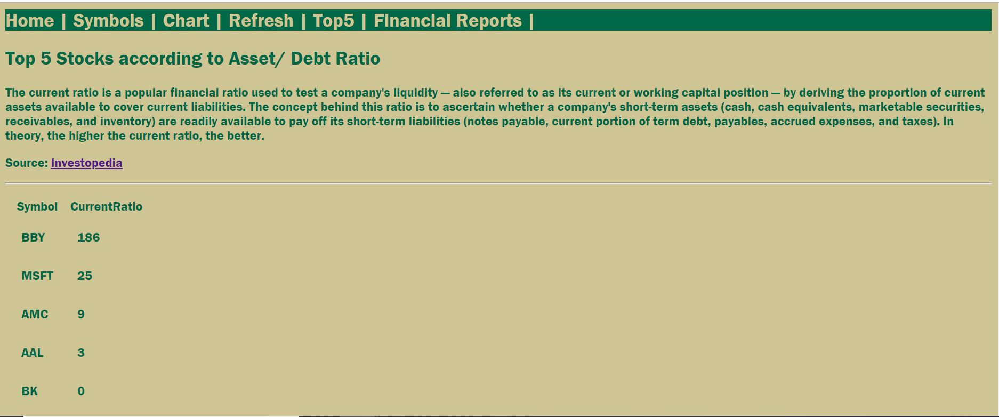 Home | Symbols | Chart | Refresh | Top5 | Financial Reports |
Top 5 Stocks according to Asset/ Debt Ratio
The current ratio is a popular financial ratio used to test a company's liquidity — also referred to as its current or working capital position — by deriving the proportion of current
assets available to cover current liabilities. The concept behind this ratio is to ascertain whether a company's short-term assets (cash, cash equivalents, marketable securities,
receivables, and inventory) are readily available to pay off its short-term liabilities (notes payable, current portion of term debt, payables, accrued expenses, and taxes). In
theory, the higher the current ratio, the better.
Source: Investopedia
Symbol CurrentRatio
BBY 186
MSFT 25
AMC 9
AAL 3
BK 0